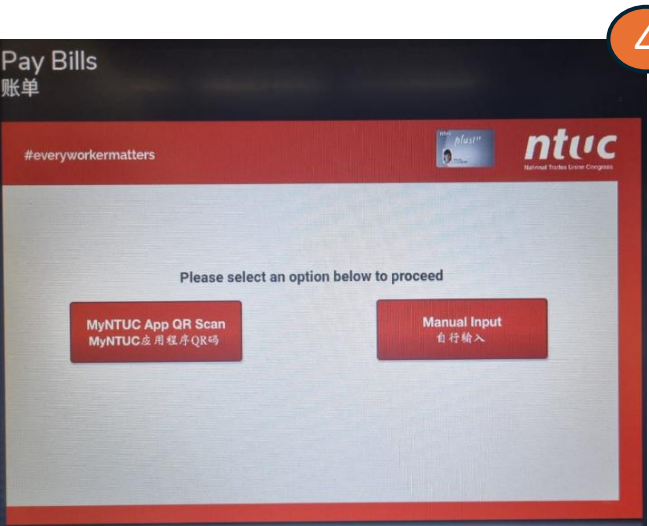 4
Pay Bills
账单
#everyworkermatters
plus!
ntuc
National Trades Union Congress
Please select an option below to proceed
MyNTUC App QR Scan
MyNTUC应用程序QR码
Manual Input
自行输入